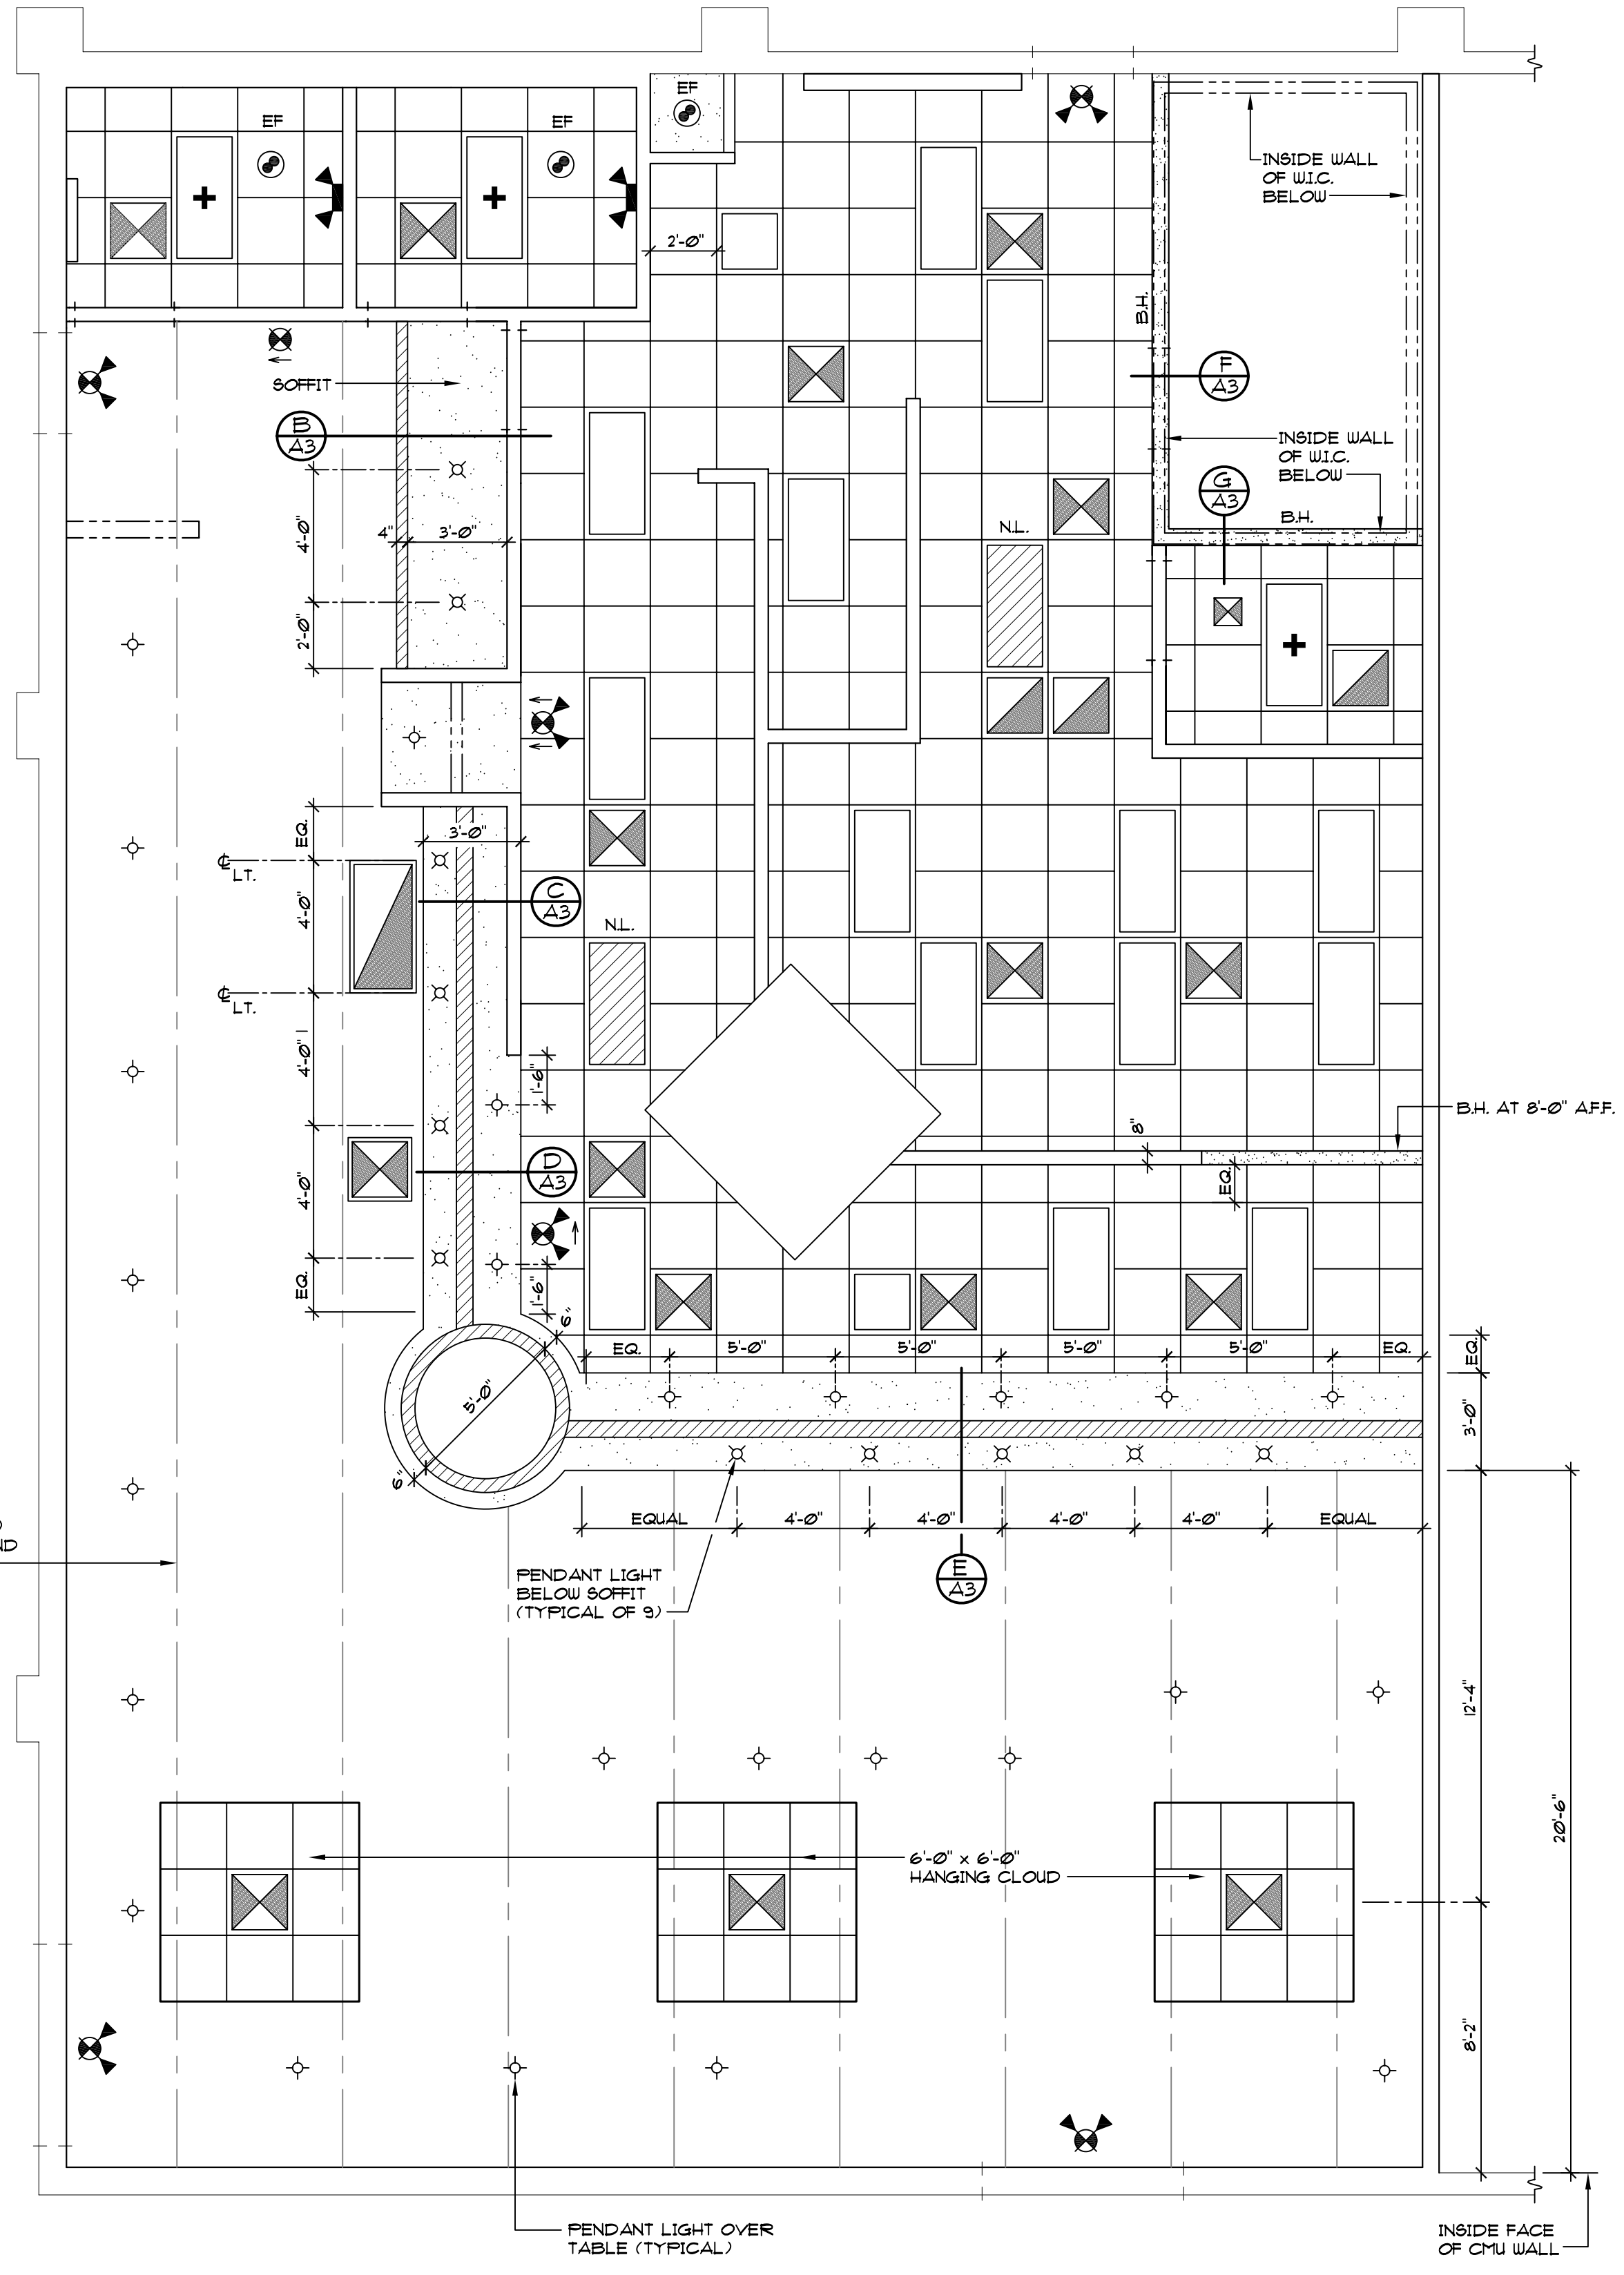 EF
EF
EF
INSIDE WALL
OF W.I.C.
BELOW
2'-0"
B.H.
F
A3
SOFFIT
B
A3
INSIDE WALL
OF W.I.C.
BELOW
G
A3
B.H.
N.L.
4'-0"
4"
3'-0"
2'-0"
EQ.
3'-0"
℄
LT.
C
A3
4'-0"
N.L.
℄
LT.
4'-0"
1'-6"
B.H. AT 8'-0" A.F.F.
8"
D
A3
EQ.
4'-0"
EQ.
1'-6"
6"
EQ.
5'-0"
5'-0"
5'-0"
5'-0"
EQ.
EQ.
5'-0"
3'-0"
6"
EQUAL
4'-0"
4'-0"
4'-0"
4'-0"
EQUAL
E
A3
PENDANT LIGHT
BELOW SOFFIT
(TYPICAL OF 9)
12'-4"
20'-6"
6'-0" x 6'-0"
HANGING CLOUD
8'-2"
PENDANT LIGHT OVER
TABLE (TYPICAL)
INSIDE FACE
OF CMU WALL